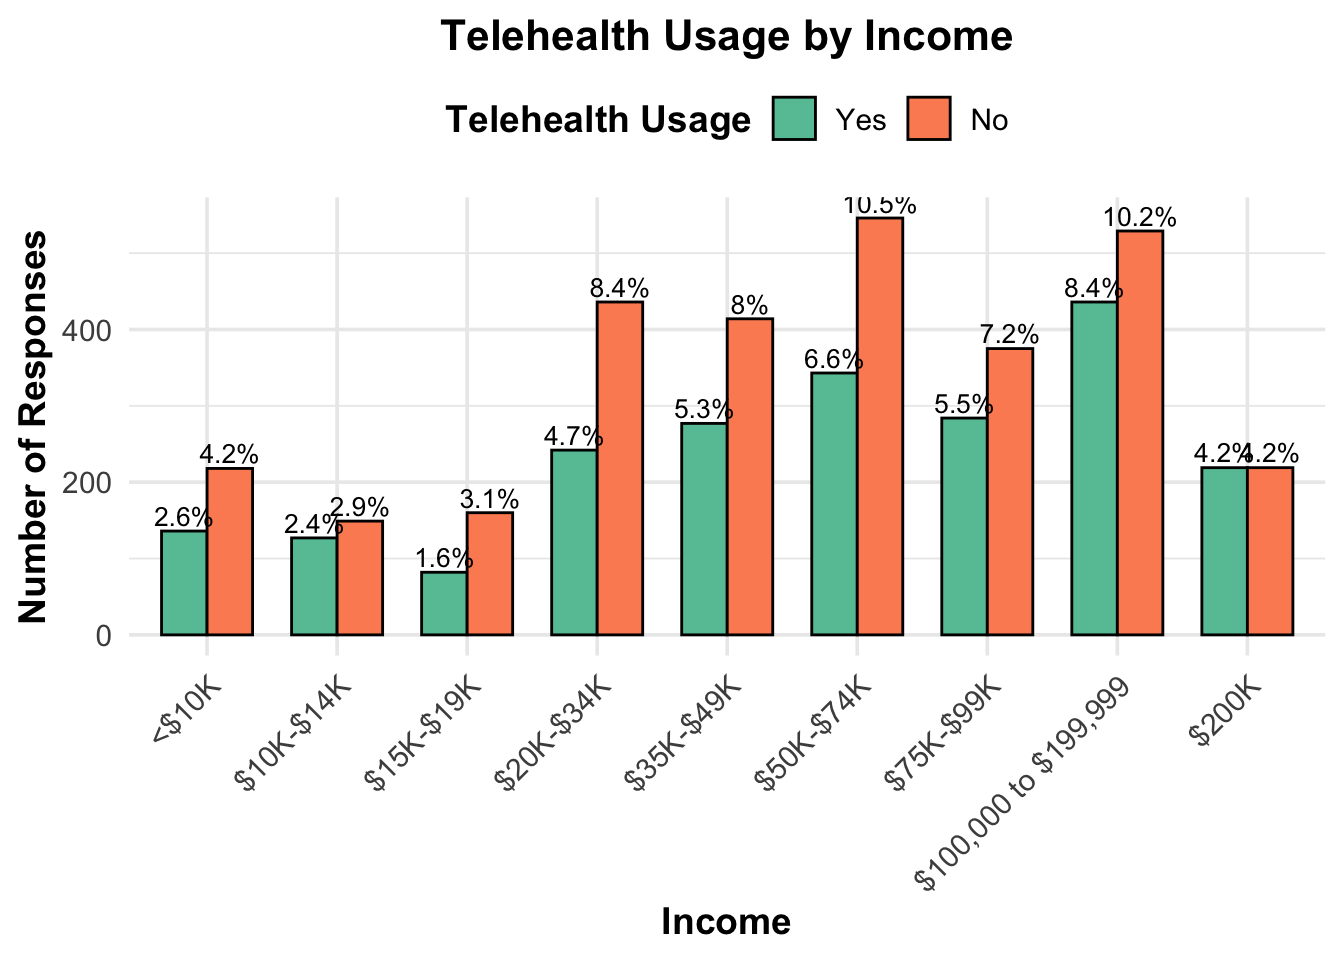 Telehealth Usage by Income
Telehealth Usage Yes No
Number of Responses
400
200
0
2.6%
4.2%
2.4%
2.9%
1.6%
3.1%
4.7%
8.4%
5.3%
8%
6.6%
10.5%
5.5%
7.2%
8.4%
10.2%
4.2%
4.2%
<$10K
$10K-$14K
$15K-$19K
$20K-$34K
$35K-$49K
$50K-$74K
$75K-$99K
$100,000 to $199,999
$200K
Income